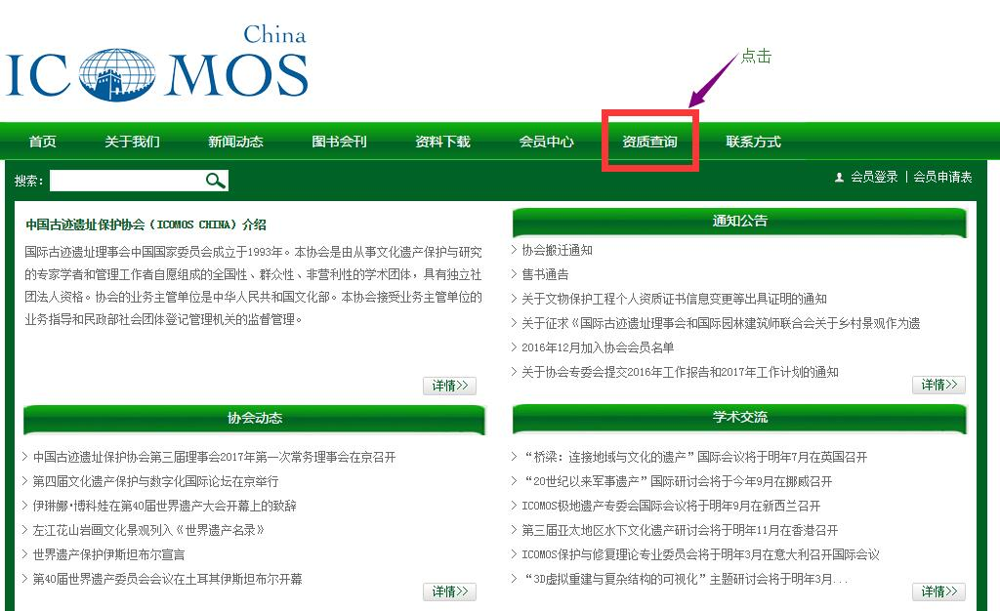 China
ICOMOS
点击
首页 关于我们 新闻动态 图书会刊 资料下载 会员中心 资质查询 联系方式
搜索：
会员登录 | 会员申请表
中国古迹遗址保护协会（ICOMOS CHINA）介绍
国际古迹遗址理事会中国国家委员会成立于1993年。本协会是由从事文化遗产保护与研究
的专家学者和管理工作者自愿组成的全国性、群众性、非营利性的学术团体，具有独立社
团法人资格。协会的业务主管单位是中华人民共和国文化部。本协会接受业务主管单位的
业务指导和民政部社会团体登记管理机关的监督管理。
详情>>
通知公告
> 协会搬迁通知
> 售书通告
> 关于文物保护工程个人资质证书信息变更等出具证明的通知
> 关于征求《国际古迹遗址理事会和国际园林建筑师联合会关于乡村景观作为遗
> 2016年12月加入协会会员名单
> 关于协会专委会提交2016年工作报告和2017年工作计划的通知
详情>>
协会动态
> 中国古迹遗址保护协会第三届理事会2017年第一次常务理事会在京召开
> 第四届文化遗产保护与数字化国际论坛在京举行
> 伊琳娜·博科娃在第40届世界遗产大会开幕上的致辞
> 左江花山岩画文化景观列入《世界遗产名录》
> 世界遗产保护伊斯坦布尔宣言
> 第40届世界遗产委员会会议在土耳其伊斯坦布尔开幕
详情>>
学术交流
> “桥梁：连接地域与文化的遗产”国际会议将于明年7月在英国召开
> “20世纪以来军事遗产”国际研讨会将于今年9月在挪威召开
> ICOMOS极地遗产专委会国际会议将于明年9月在新西兰召开
> 第三届亚太地区水下文化遗产研讨会将于明年11月在香港召开
> ICOMOS保护与修复理论专业委员会将于明年3月在意大利召开国际会议
> “3D虚拟重建与复杂结构的可视化”主题研讨会将于明年3月...
详情>>